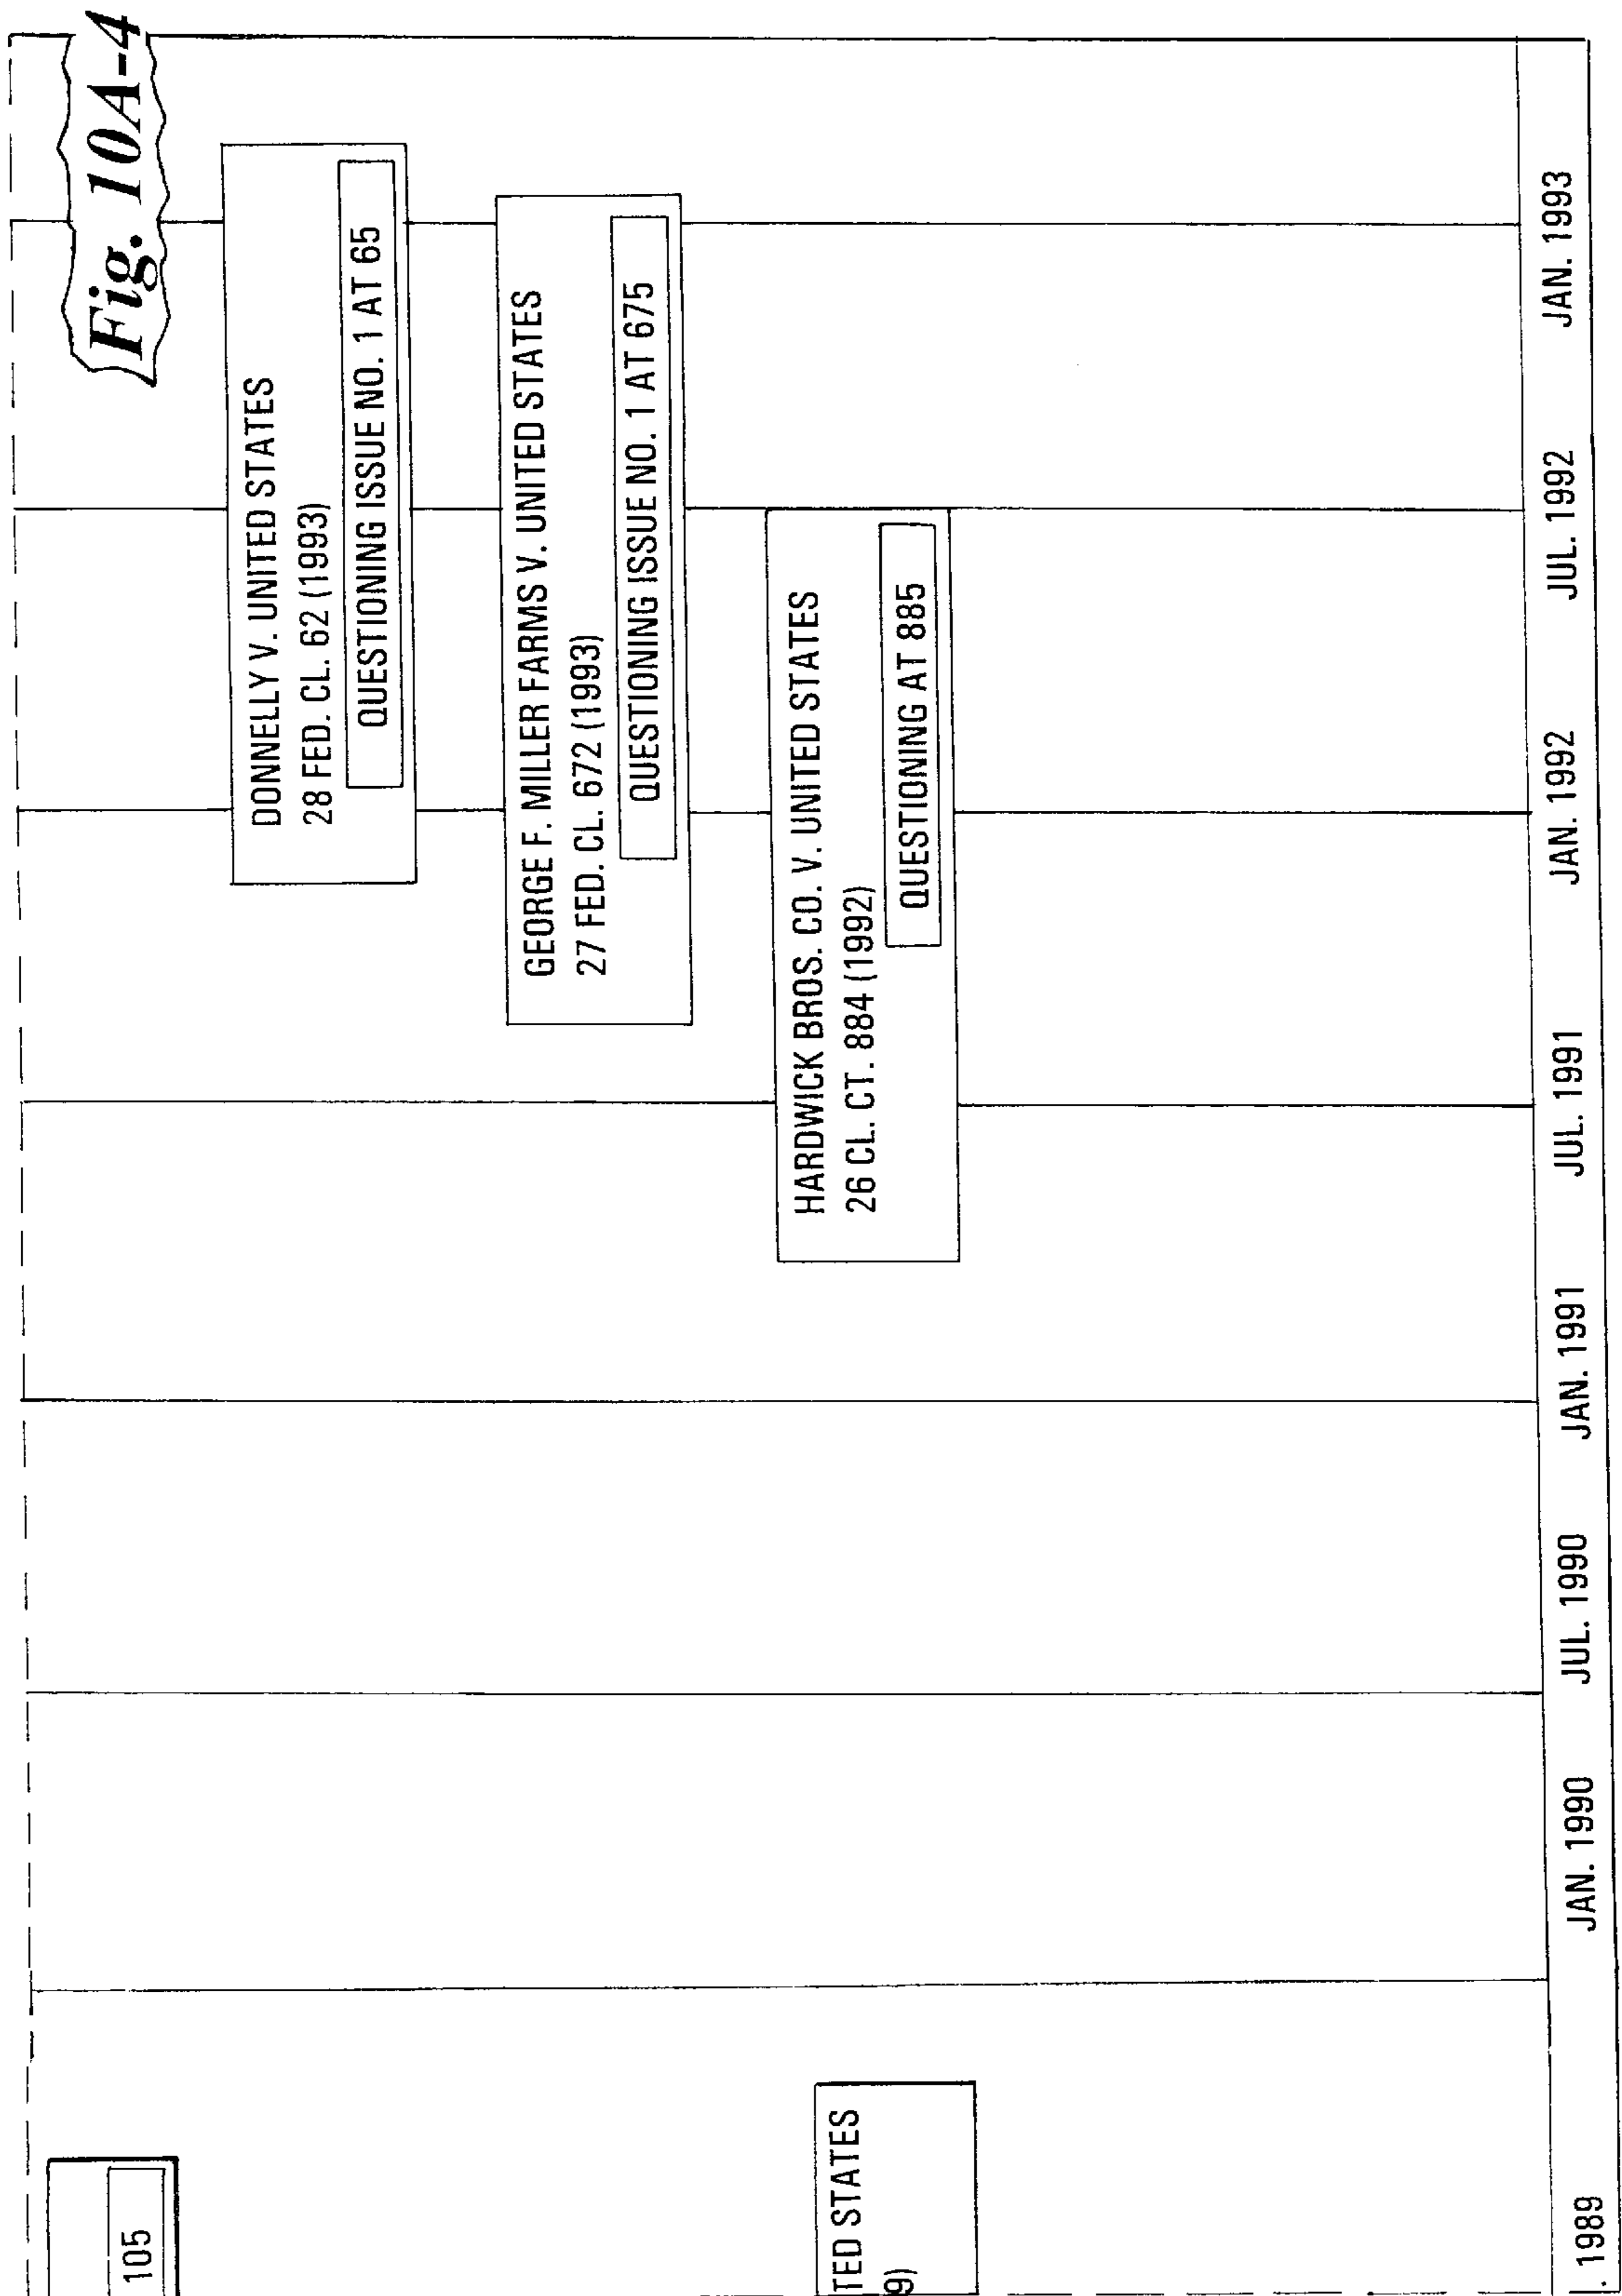 Fig. 10A-4
105
DONNELLY V. UNITED STATES
28 FED. CL. 62 (1993)
QUESTIONING ISSUE NO. 1 AT 65
GEORGE F. MILLER FARMS V. UNITED STATES
27 FED. CL. 672 (1993)
QUESTIONING ISSUE NO. 1 AT 675
HARDWICK BROS. CO. V. UNITED STATES
26 CL. CT. 884 (1992)
QUESTIONING AT 885
TED STATES
9)
. 1989 JAN. 1990 JUL. 1990 JAN. 1991 JUL. 1991 JAN. 1992 JUL. 1992 JAN. 1993